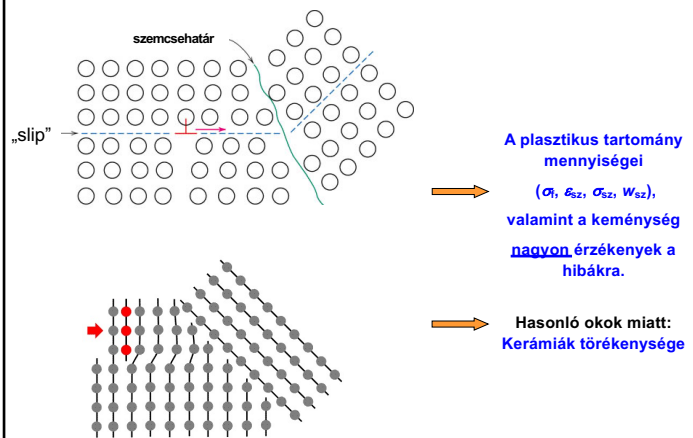 szemcsehatár
„slip”
A plasztikus tartomány
mennyiségei
(σf, εsz, σsz, wsz),
valamint a keménység
nagyon érzékenyek a
hibákra.
Hasonló okok miatt:
Kerámiák törékenysége